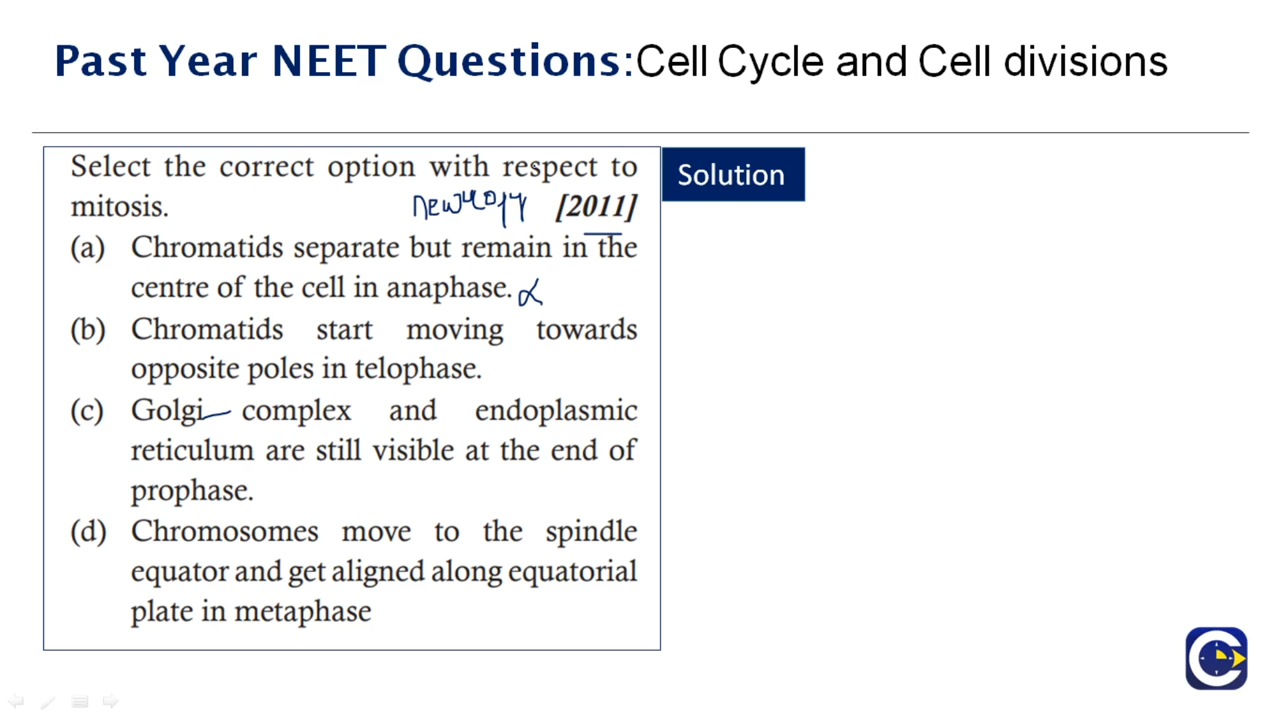 Past Year NEET Questions:Cell Cycle and Cell divisions
Select the correct option with respect to
mitosis. [2011]
(a) Chromatids separate but remain in the
centre of the cell in anaphase.
(b) Chromatids start moving towards
opposite poles in telophase.
(c) Golgi complex and endoplasmic
reticulum are still visible at the end of
prophase.
(d) Chromosomes move to the spindle
equator and get aligned along equatorial
plate in metaphase
Solution